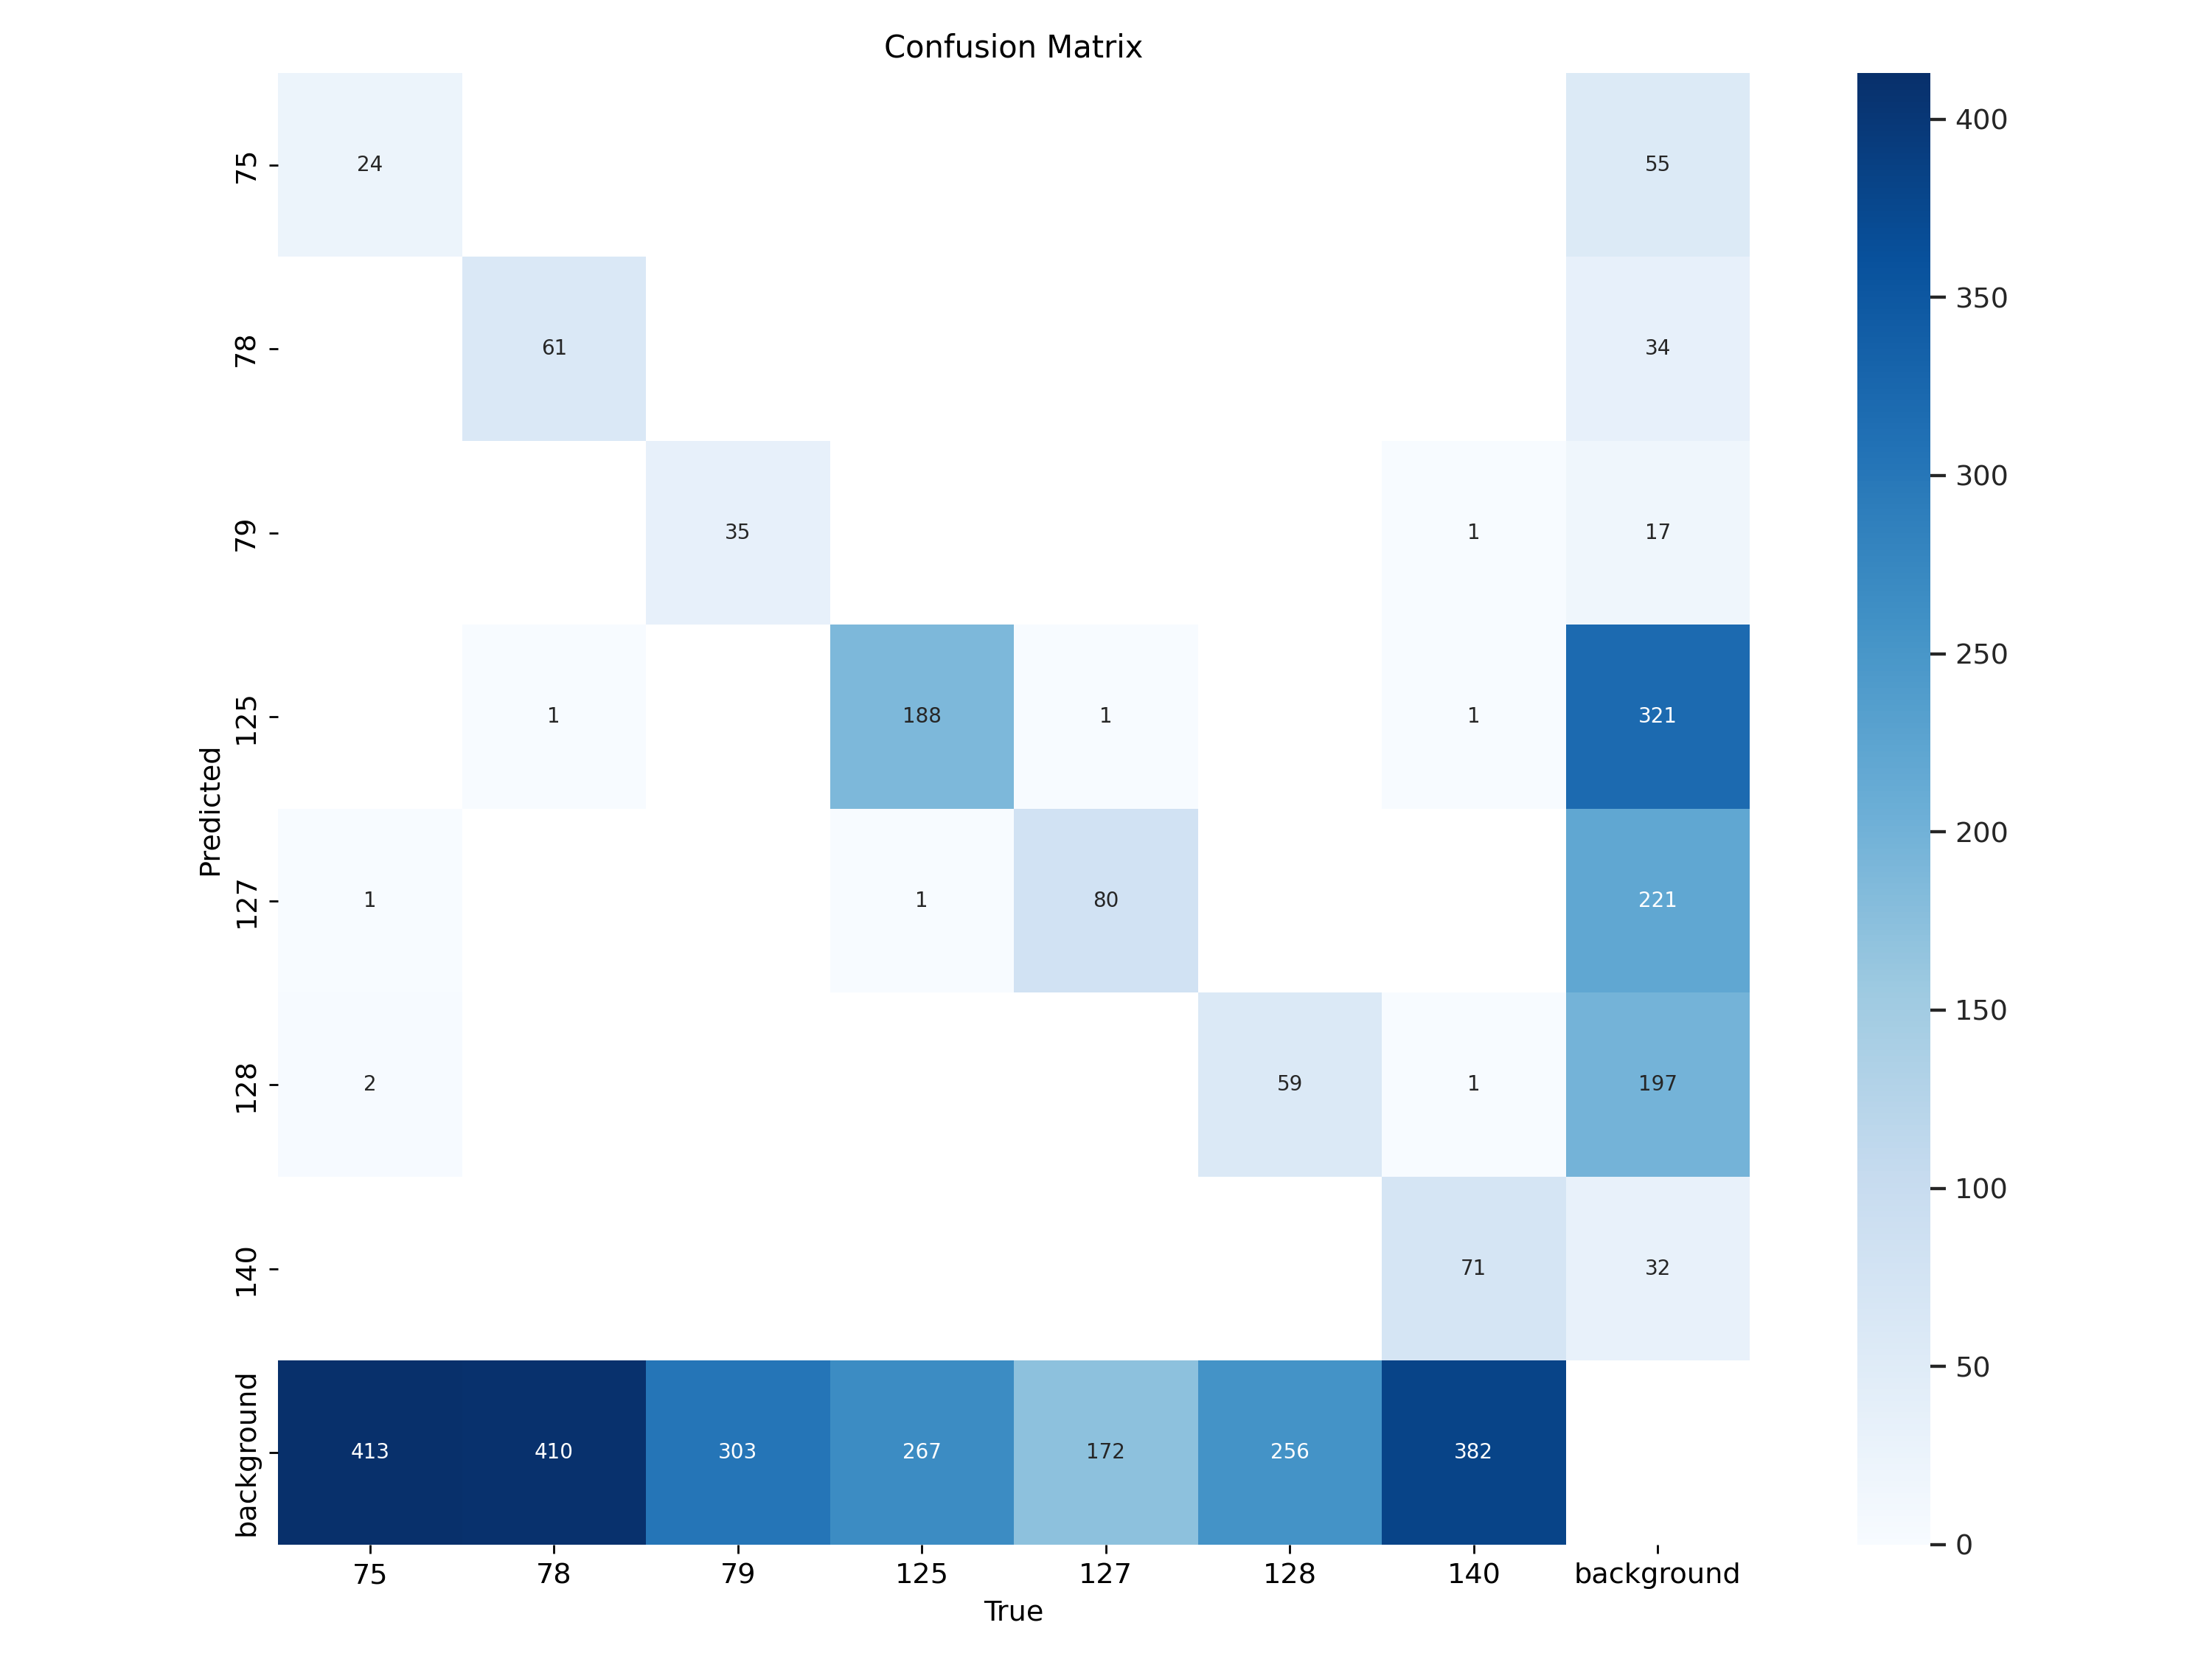 Confusion Matrix
75 24 55
78 61 34
79 35 1 17
125 1 188 1 1 321
127 1 1 80 221
128 2 59 1 197
140 71 32
background 413 410 303 267 172 256 382
75 78 79 125 127 128 140 background
True
Predicted
400
350
300
250
200
150
100
50
0